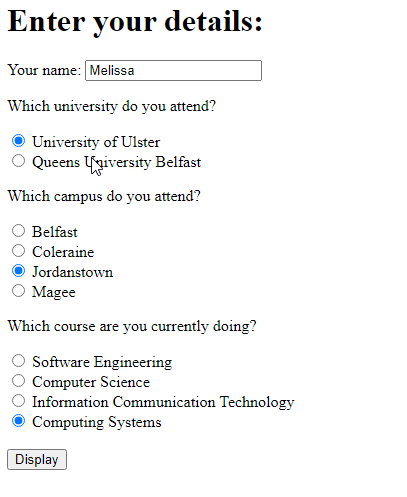 Enter your details:
Your name: Melissa
Which university do you attend?
University of Ulster
Queens University Belfast
Which campus do you attend?
Belfast
Coleraine
Jordanstown
Magee
Which course are you currently doing?
Software Engineering
Computer Science
Information Communication Technology
Computing Systems
Display